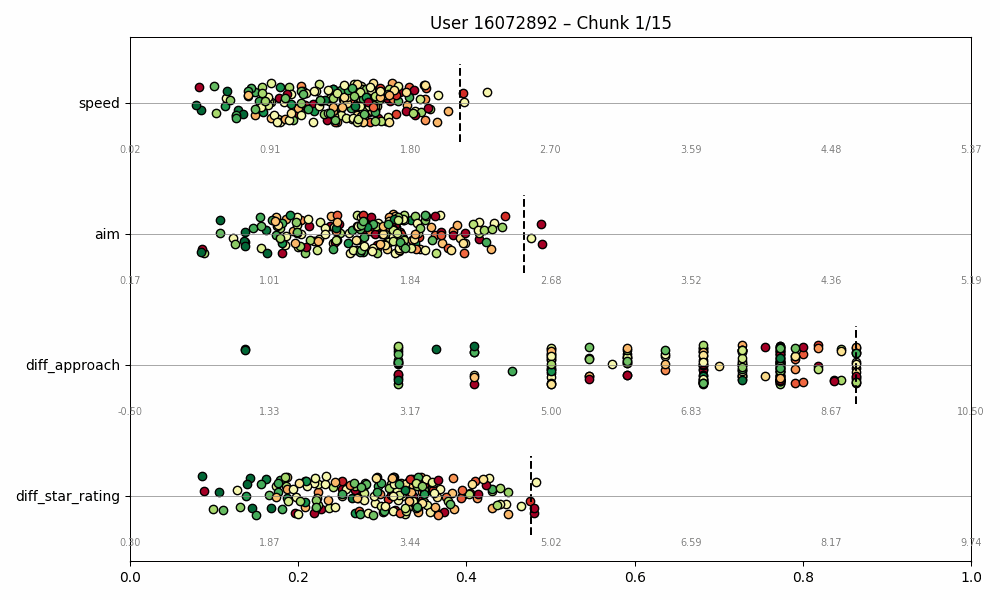 User 16072892 – Chunk 1/15
speed
0.02 0.91 1.80 2.70 3.59 4.48 5.37
aim
0.17 1.01 1.84 2.68 3.52 4.36 5.19
diff_approach
-0.50 1.33 3.17 5.00 6.83 8.67 10.50
diff_star_rating
0.30 1.87 3.44 5.02 6.59 8.17 9.74
0.0 0.2 0.4 0.6 0.8 1.0